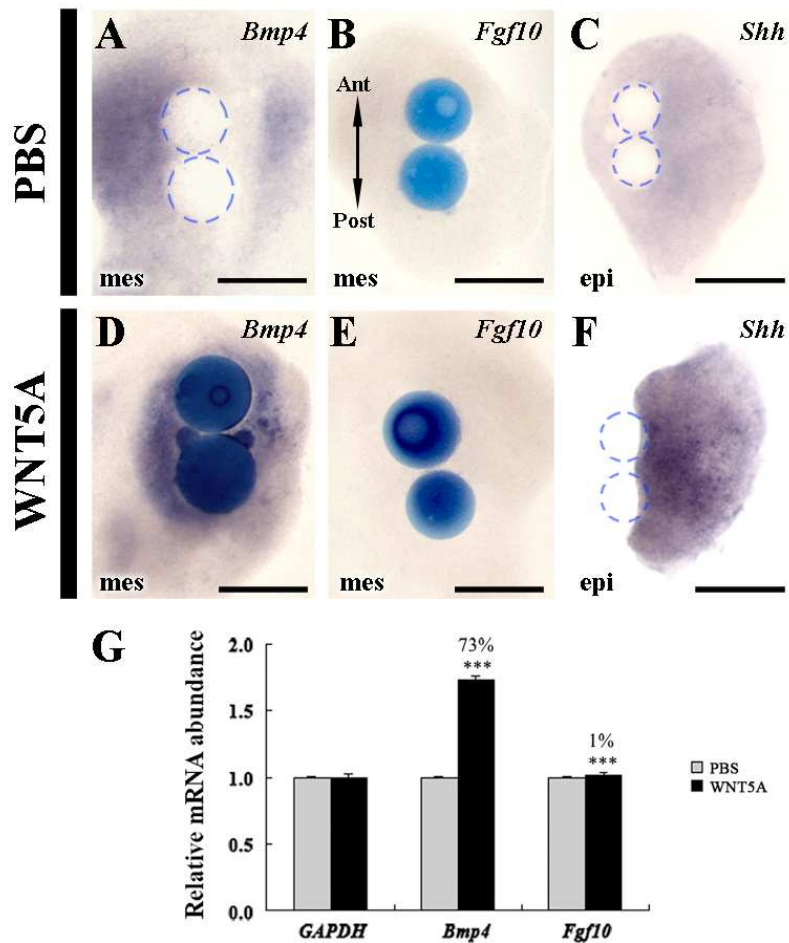 A Bmp4
B Fgf10
C Shh
PBS
Ant
Post
mes
mes
epi
D Bmp4
E Fgf10
F Shh
WNT5A
mes
mes
epi
G
Relative mRNA abundance
2.0
1.5
1.0
0.5
0.0
73%
***
1%
***
PBS
WNT5A
GAPDH Bmp4 Fgf10